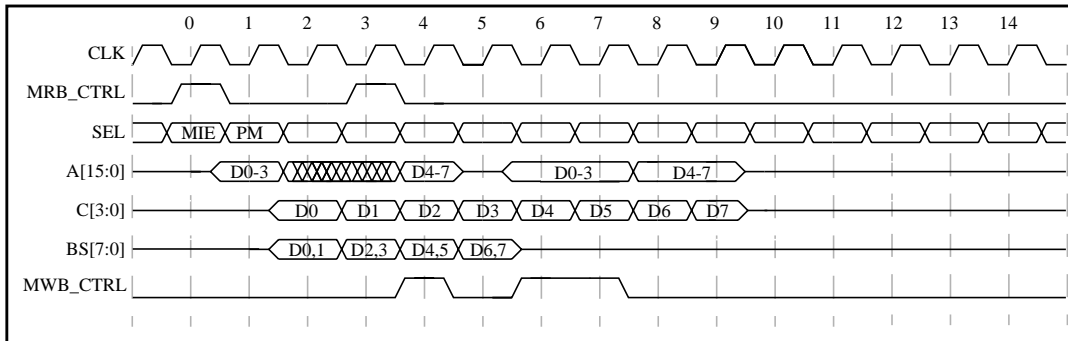 0 1 2 3 4 5 6 7 8 9 10 11 12 13 14
CLK
MRB_CTRL
SEL MIE PM
A[15:0] D0-3 D4-7 D0-3 D4-7
C[3:0] D0 D1 D2 D3 D4 D5 D6 D7
BS[7:0] D0,1 D2,3 D4,5 D6,7
MWB_CTRL